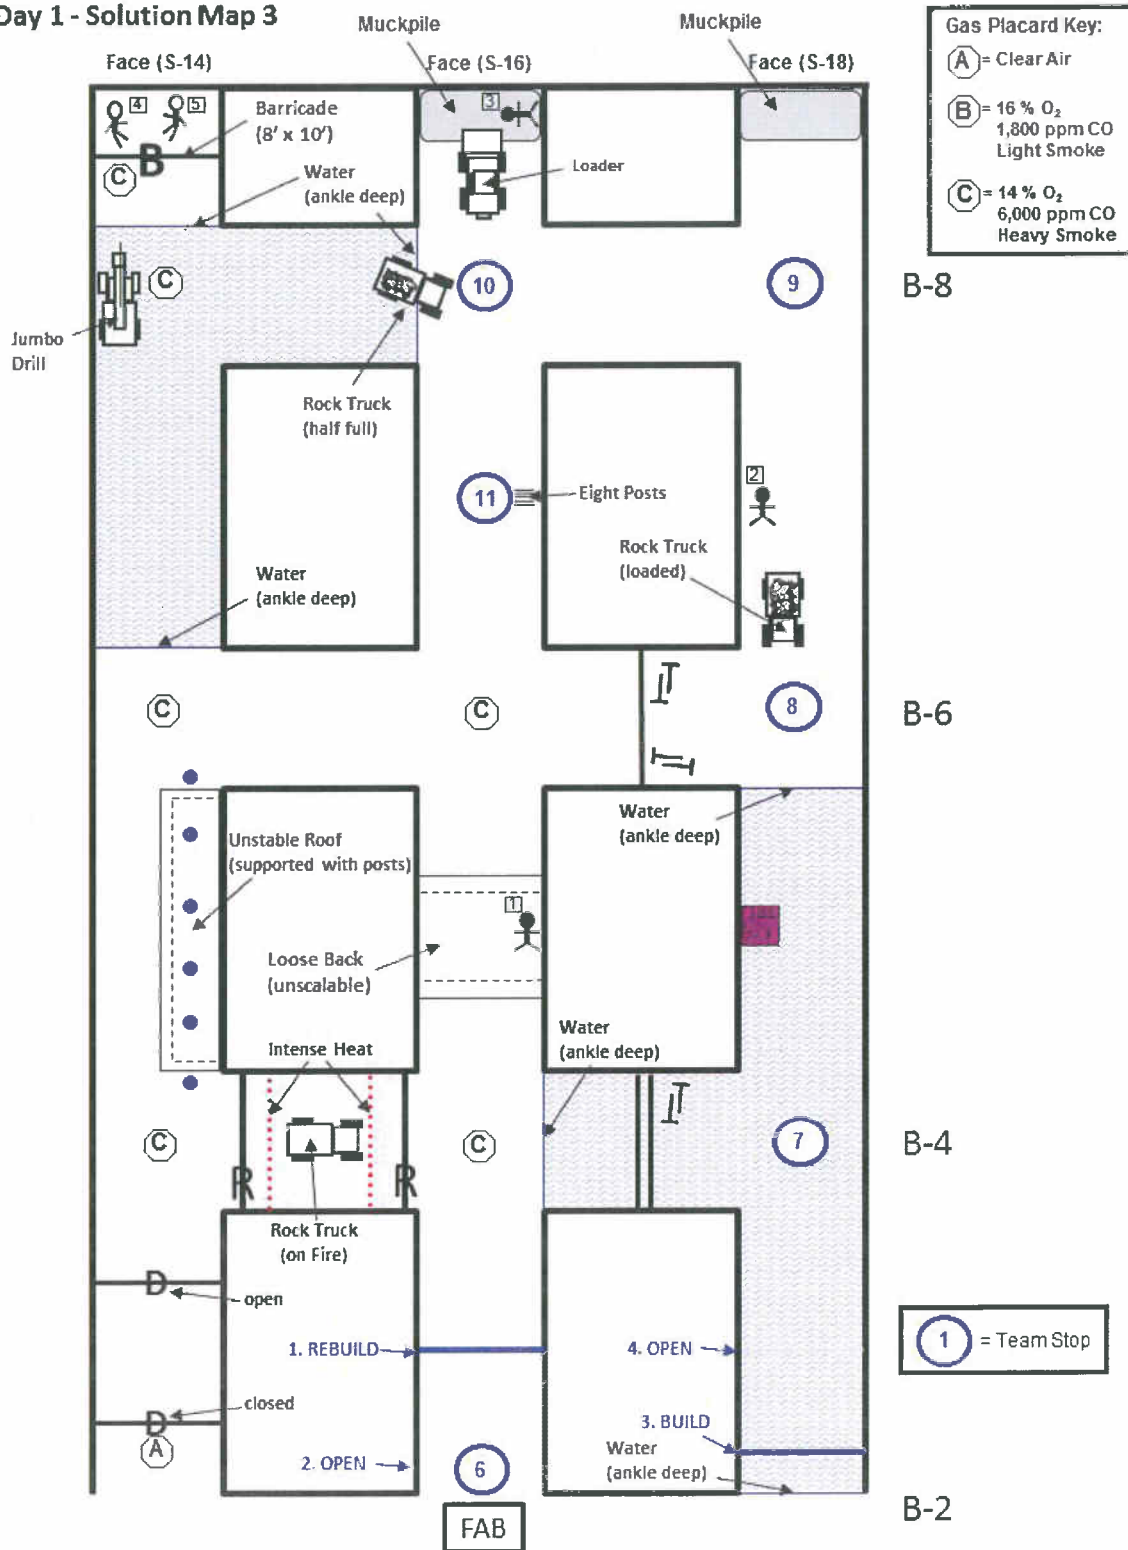 Day 1 - Solution Map 3
Muckpile
Muckpile
Face (S-14)
Face (S-16)
Face (S-18)
Gas Placard Key:
A = Clear Air
B = 16 % O₂
1,800 ppm CO
Light Smoke
C = 14 % O₂
6,000 ppm CO
Heavy Smoke
4
5
3
Barricade
(8' x 10')
B
C
Water
(ankle deep)
Loader
C
10
9
B-8
Jumbo
Drill
Rock Truck
(half full)
11
Eight Posts
2
Rock Truck
(loaded)
Water
(ankle deep)
C
C
8
B-6
Water
(ankle deep)
Unstable Roof
(supported with posts)
1
Loose Back
(unscalable)
Water
(ankle deep)
Intense Heat
C
C
7
B-4
R
R
Rock Truck
(on Fire)
D
open
1. REBUILD
4. OPEN
1 = Team Stop
closed
D
A
3. BUILD
2. OPEN
6
Water
(ankle deep)
B-2
FAB